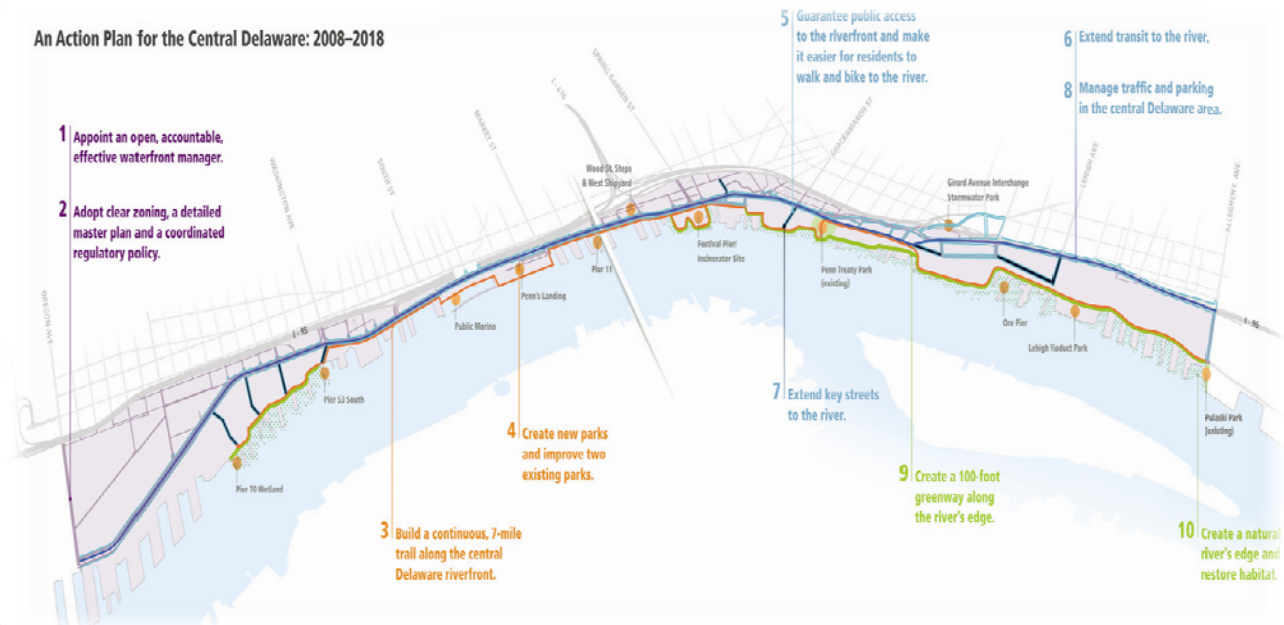 An Action Plan for the Central Delaware: 2008–2018
1 Appoint an open, accountable,
effective waterfront manager.
2 Adopt clear zoning, a detailed
master plan and a coordinated
regulatory policy.
5 Guarantee public access
to the riverfront and make
it easier for residents to
walk and bike to the river.
6 Extend transit to the river.
8 Manage traffic and parking
in the central Delaware area.
OREGON AVE
WASHINGTON AVE
SOUTH ST
MARKET ST
I - 676
SPRING GARDEN ST
SHACKAMAXON ST
LEHIGH AVE
ALLEGHENY AVE
I - 95
I - 95
Wood St. Steps
& West Shipyard
Girard Avenue Interchange
Stormwater Park
Festival Pier/
Incinerator Site
Pier 11
Penn's Landing
Public Marina
Penn Treaty Park
(existing)
Ore Pier
Lehigh Viaduct Park
Pulaski Park
(existing)
Pier 53 South
Pier 70 Wetland
7 Extend key streets
to the river.
4 Create new parks
and improve two
existing parks.
3 Build a continuous, 7-mile
trail along the central
Delaware riverfront.
9 Create a 100-foot
greenway along
the river's edge.
10 Create a natural
river's edge and
restore habitat.